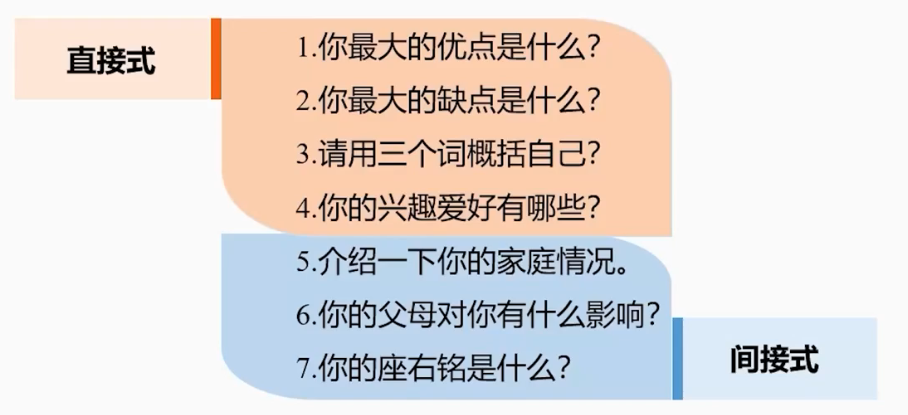 直接式
1.你最大的优点是什么？
2.你最大的缺点是什么？
3.请用三个词概括自己？
4.你的兴趣爱好有哪些？
5.介绍一下你的家庭情况。
6.你的父母对你有什么影响？
7.你的座右铭是什么？
间接式